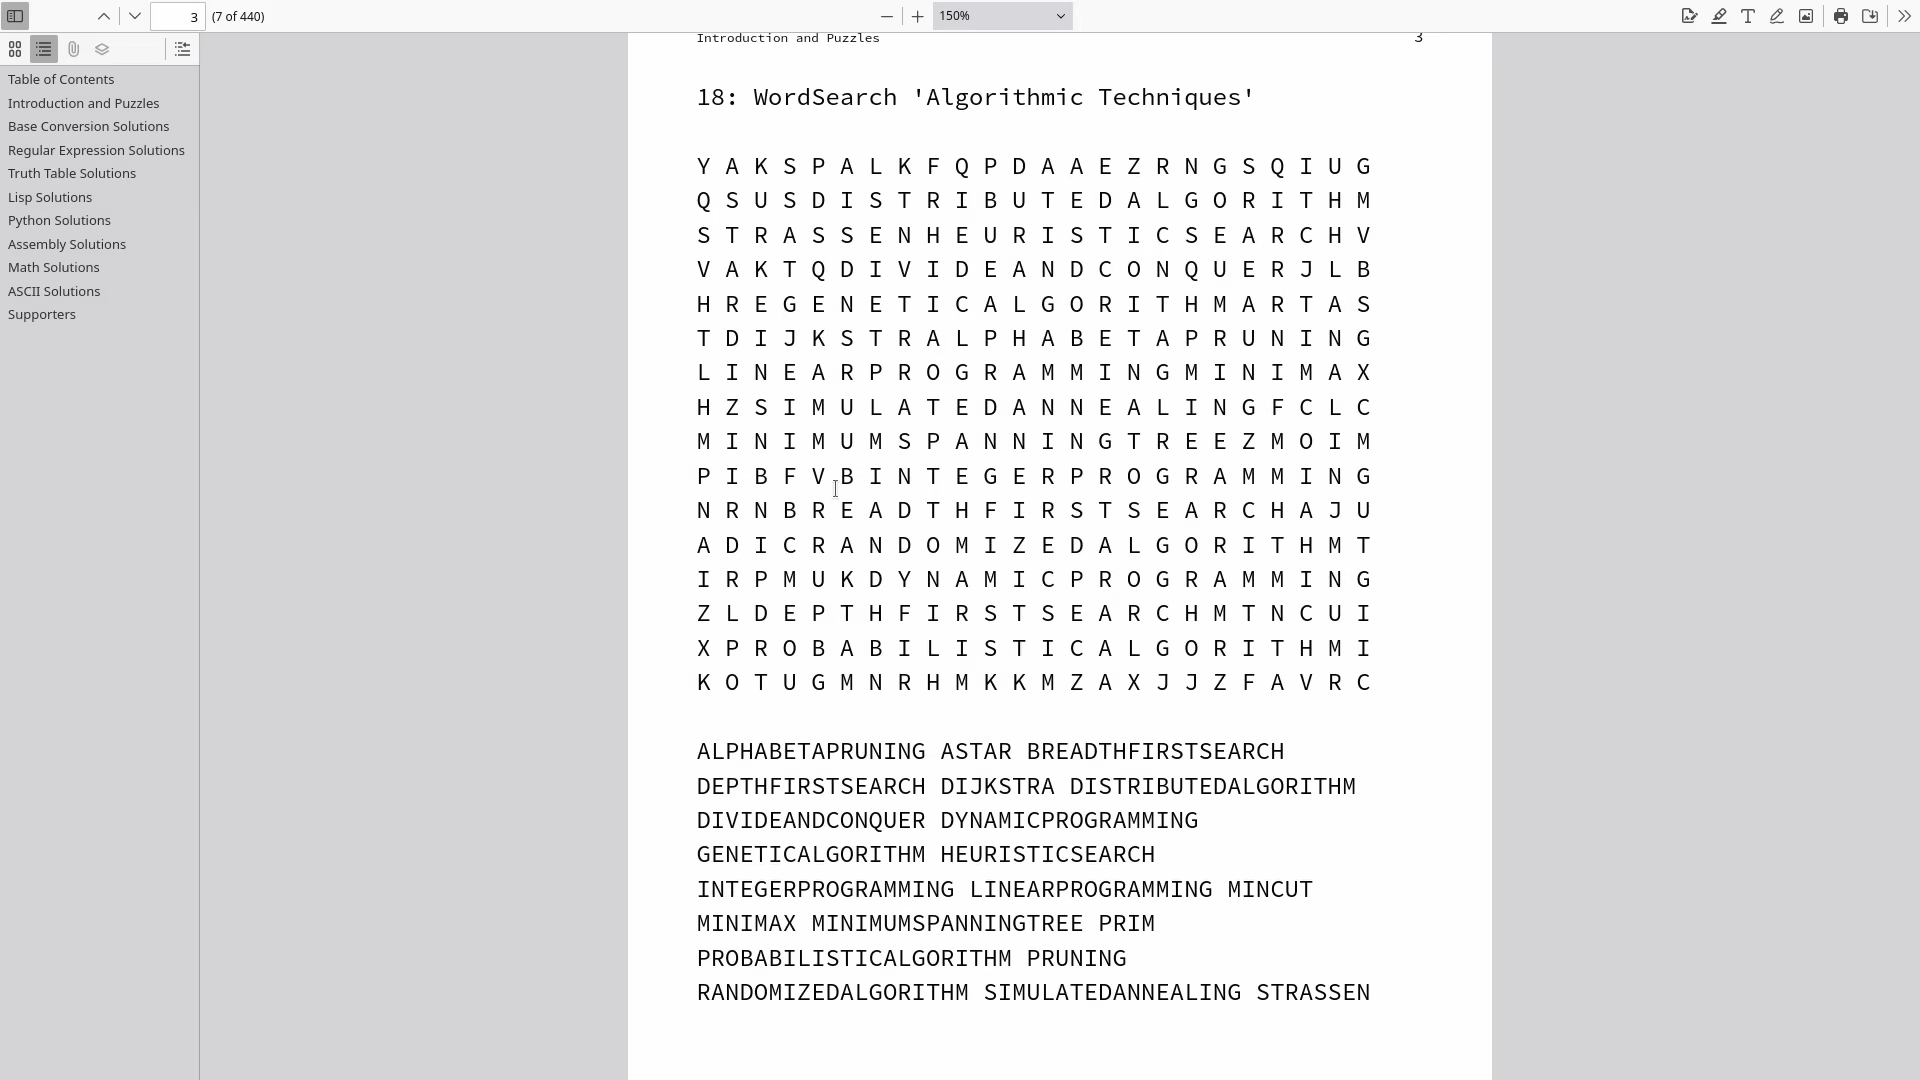 3 (7 of 440) 150%
Table of Contents
Introduction and Puzzles
Base Conversion Solutions
Regular Expression Solutions
Truth Table Solutions
Lisp Solutions
Python Solutions
Assembly Solutions
Math Solutions
ASCII Solutions
Supporters
Introduction and Puzzles 3
18: WordSearch 'Algorithmic Techniques'
Y A K S P A L K F Q P D A A E Z R N G S Q I U G
Q S U S D I S T R I B U T E D A L G O R I T H M
S T R A S S E N H E U R I S T I C S E A R C H V
V A K T Q D I V I D E A N D C O N Q U E R J L B
H R E G E N E T I C A L G O R I T H M A R T A S
T D I J K S T R A L P H A B E T A P R U N I N G
L I N E A R P R O G R A M M I N G M I N I M A X
H Z S I M U L A T E D A N N E A L I N G F C L C
M I N I M U M S P A N N I N G T R E E Z M O I M
P I B F V B I N T E G E R P R O G R A M M I N G
N R N B R E A D T H F I R S T S E A R C H A J U
A D I C R A N D O M I Z E D A L G O R I T H M T
I R P M U K D Y N A M I C P R O G R A M M I N G
Z L D E P T H F I R S T S E A R C H M T N C U I
X P R O B A B I L I S T I C A L G O R I T H M I
K O T U G M N R H M K K M Z A X J J Z F A V R C
ALPHABETAPRUNING ASTAR BREADTHFIRSTSEARCH
DEPTHFIRSTSEARCH DIJKSTRA DISTRIBUTEDALGORITHM
DIVIDEANDCONQUER DYNAMICPROGRAMMING
GENETICALGORITHM HEURISTICSEARCH
INTEGERPROGRAMMING LINEARPROGRAMMING MINCUT
MINIMAX MINIMUMSPANNINGTREE PRIM
PROBABILISTICALGORITHM PRUNING
RANDOMIZEDALGORITHM SIMULATEDANNEALING STRASSEN